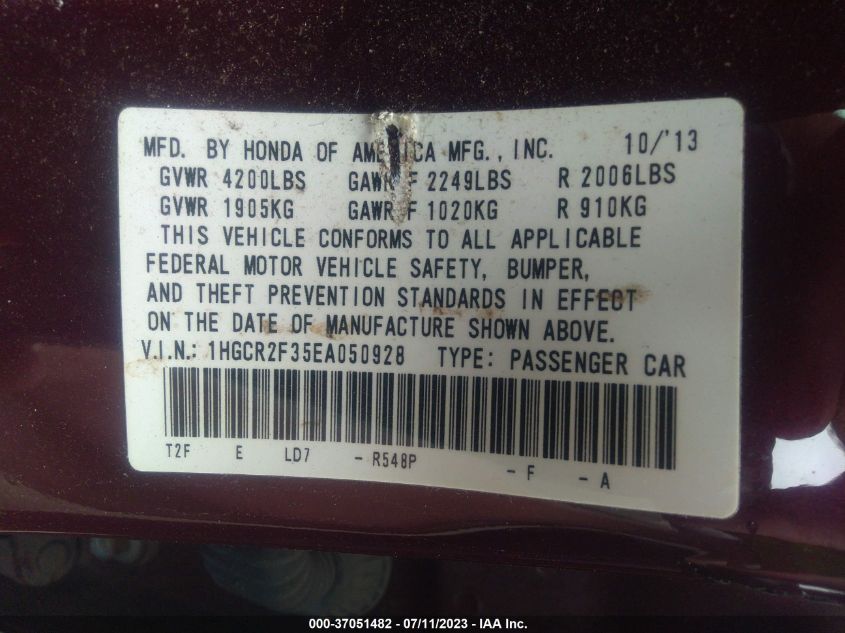 MFD. BY HONDA OF AMERICA MFG., INC. 10/'13
GVWR 4200LBS GAWR F 2249LBS R 2006LBS
GVWR 1905KG GAWR F 1020KG R 910KG
THIS VEHICLE CONFORMS TO ALL APPLICABLE
FEDERAL MOTOR VEHICLE SAFETY, BUMPER,
AND THEFT PREVENTION STANDARDS IN EFFECT
ON THE DATE OF MANUFACTURE SHOWN ABOVE.
V.I.N.: 1HGCR2F35EA050928 TYPE: PASSENGER CAR
T2F E LD7 - R548P - F - A
000-37051482 - 07/11/2023 - IAA Inc.